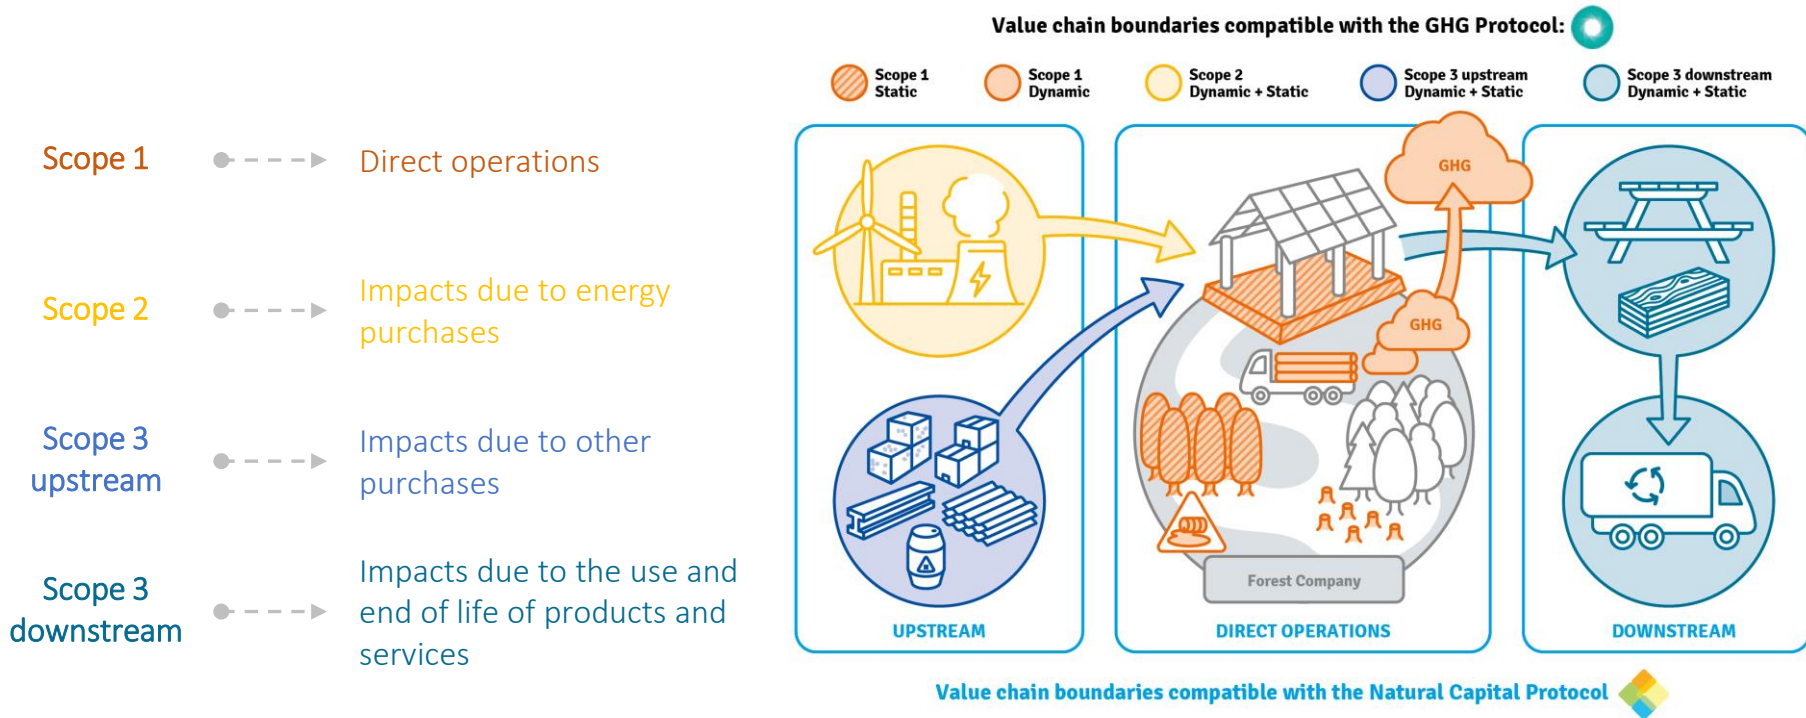 Value chain boundaries compatible with the GHG Protocol:
Scope 1
Static
Scope 1
Dynamic
Scope 2
Dynamic + Static
Scope 3 upstream
Dynamic + Static
Scope 3 downstream
Dynamic + Static
Scope 1
Direct operations
Scope 2
Impacts due to energy
purchases
Scope 3
upstream
Impacts due to other
purchases
Scope 3
downstream
Impacts due to the use and
end of life of products and
services
GHG
GHG
Forest Company
UPSTREAM
DIRECT OPERATIONS
DOWNSTREAM
Value chain boundaries compatible with the Natural Capital Protocol